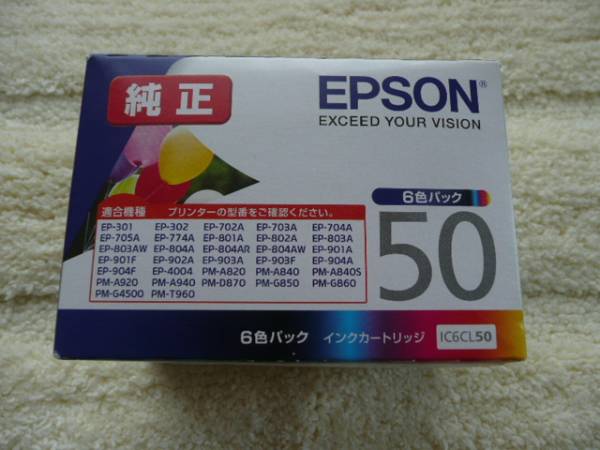 純正
EPSON®
EXCEED YOUR VISION
6色パック
50
適合機種 プリンターの型番をご確認ください。
EP-301 EP-302 EP-702A EP-703A EP-704A
EP-705A EP-774A EP-801A EP-802A EP-803A
EP-803AW EP-804A EP-804AR EP-804AW EP-901A
EP-901F EP-902A EP-903A EP-903F EP-904A
EP-904F EP-4004 PM-A820 PM-A840 PM-A840S
PM-A920 PM-A940 PM-D870 PM-G850 PM-G860
PM-G4500 PM-T960
6色パック インクカートリッジ IC6CL50